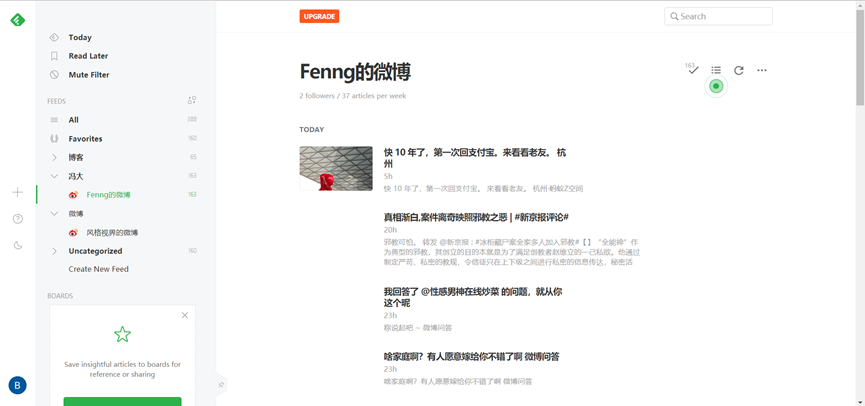 UPGRADE
Search
Today
Read Later
Mute Filter
FEEDS
All
Favorites 160
博客 65
冯大 163
Fenng的微博 163
微博
风格视界的微博
Uncategorized 160
Create New Feed
BOARDS
Save insightful articles to boards for
reference or sharing
B
Fenng的微博
163
2 followers / 37 articles per week
TODAY
快 10 年了，第一次回支付宝。来看看老友。 杭
州
5h
快 10 年了，第一次回支付宝。 来看看老友。 杭州·蚂蚁Z空间
真相渐白,案件离奇映照邪教之恶 | #新京报评论#
20h
邪教可怕。 转发 @新京报：#冰柜藏尸案全家多人加入邪教#【 】 “全能神”作
为典型的邪教，其创立的目的本就是为了满足创教者赵维立的一己私欲。他通过
制定严苛、私密的教规，令信徒只在上下级之间进行私密的信息传达，秘密活
我回答了 @性感男神在线炒菜 的问题，就从你
这个呢
23h
称说起吧 ~ 微博问答
啥家庭啊？有人愿意嫁给你不错了啊 微博问答
23h
啥家庭啊？有人愿意嫁给你不错了啊 微博问答